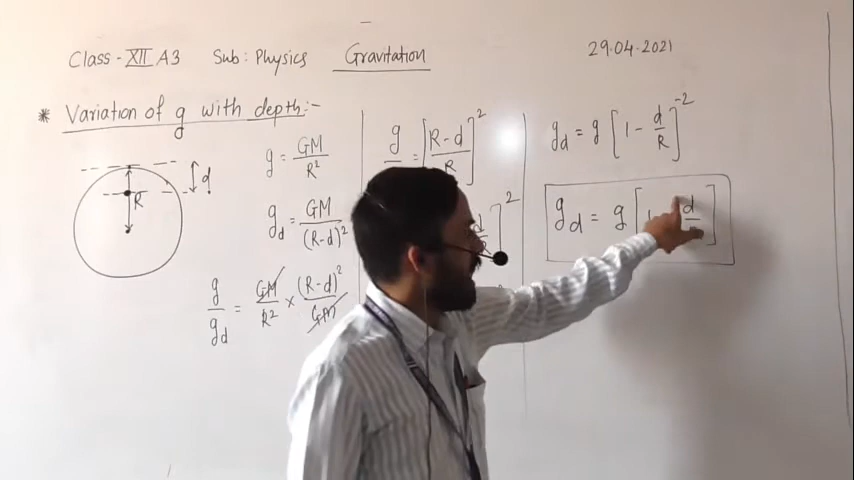 Class - XII A3 Sub: Physics Gravitation 29.04.2021
* Variation of g with depth:-
d
R
g = GM/R²
g_d = GM/(R-d)²
g/g_d = GM/R² × (R-d)²/GM
g = [R-d/R]²
]²
g_d = g [1 - d/R]⁻²
g_d = g [1 d]